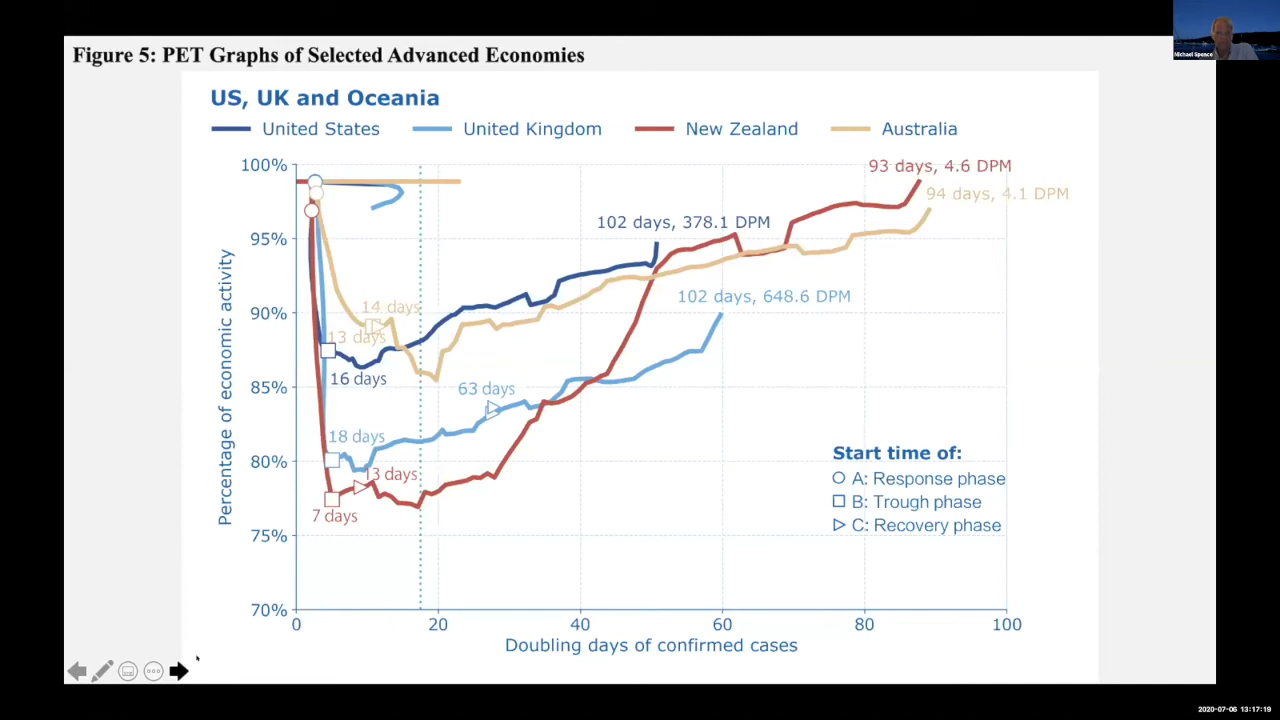 Michael Spence
Figure 5: PET Graphs of Selected Advanced Economies
US, UK and Oceania
United States
United Kingdom
New Zealand
Australia
Percentage of economic activity
100%
95%
90%
85%
80%
75%
70%
93 days, 4.6 DPM
94 days, 4.1 DPM
102 days, 378.1 DPM
102 days, 648.6 DPM
14 days
13 days
16 days
63 days
18 days
13 days
7 days
Start time of:
A: Response phase
B: Trough phase
C: Recovery phase
0
20
40
60
80
100
Doubling days of confirmed cases
2020-07-06 13:17:19